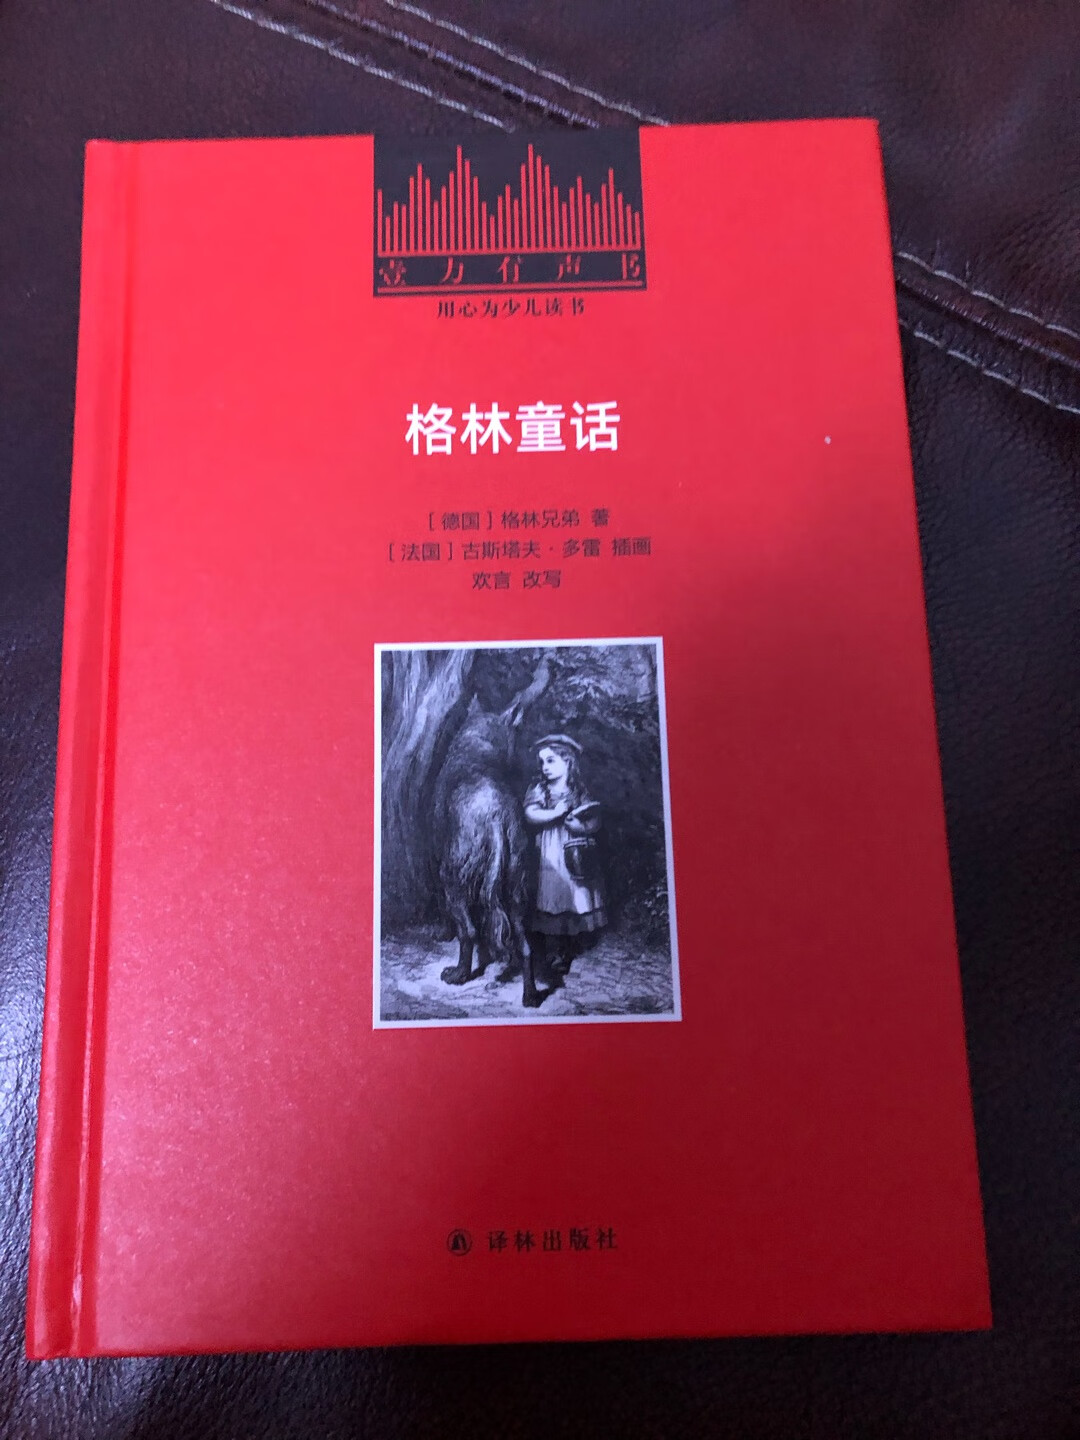 壹力有声书
用心为少儿读书
格林童话
[德国]格林兄弟 著
[法国]古斯塔夫·多雷 插画
欢言 改写
译林出版社